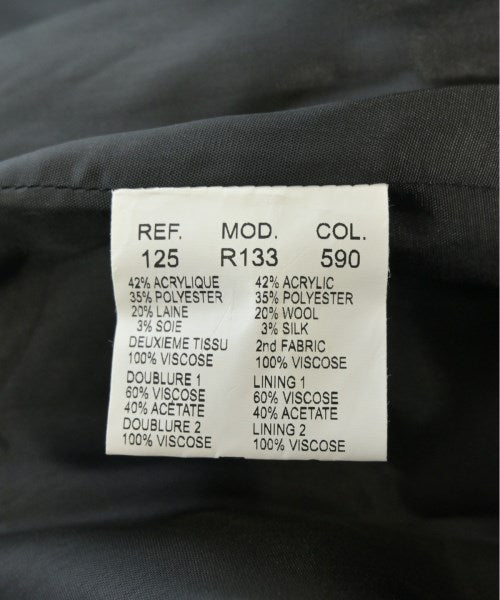 REF. MOD. COL.
125 R133 590
42% ACRYLIQUE 42% ACRYLIC
35% POLYESTER 35% POLYESTER
20% LAINE 20% WOOL
3% SOIE 3% SILK
DEUXIEME TISSU 2nd FABRIC
100% VISCOSE 100% VISCOSE
DOUBLURE 1 LINING 1
60% VISCOSE 60% VISCOSE
40% ACETATE 40% ACETATE
DOUBLURE 2 LINING 2
100% VISCOSE 100% VISCOSE